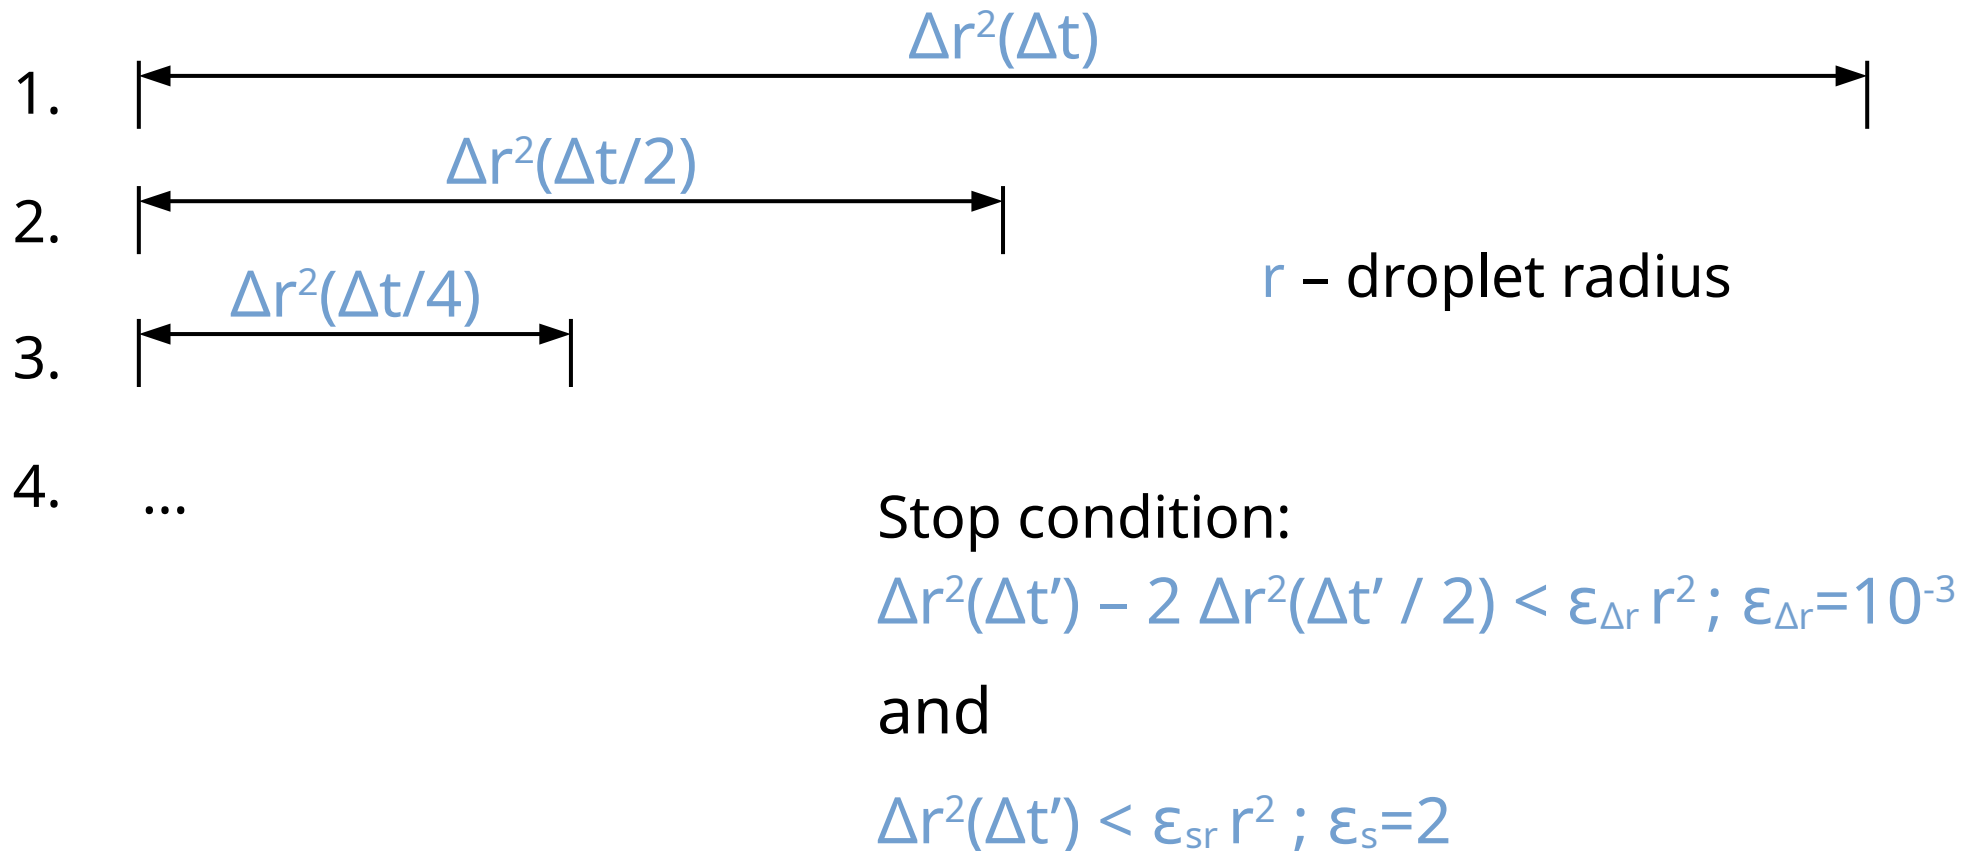 Δr²(Δt)
1.
Δr²(Δt/2)
2.
r – droplet radius
Δr²(Δt/4)
3.
4. ...
Stop condition:
Δr²(Δt’) – 2 Δr²(Δt’ / 2) < εΔr r² ; εΔr=10⁻³
and
Δr²(Δt’) < εsr r² ; εs=2